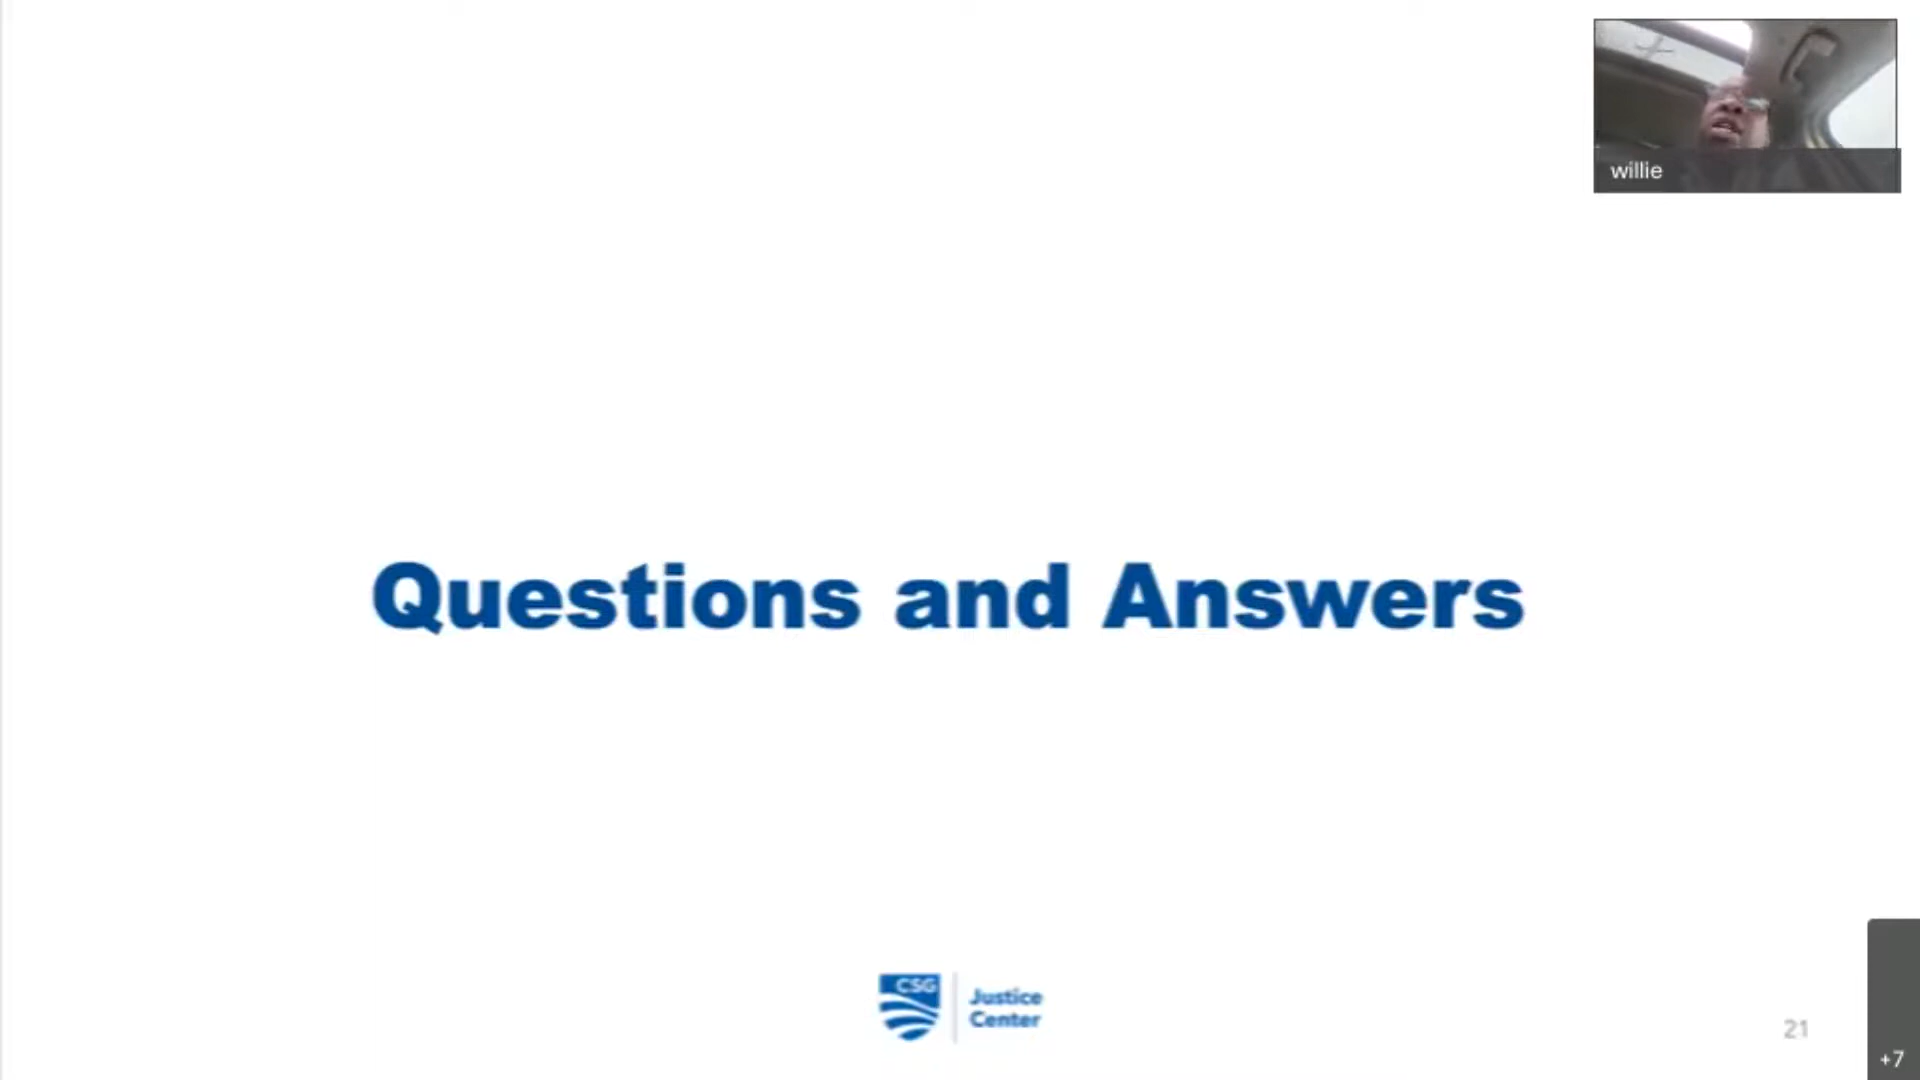 willie
Questions and Answers
CSG
Justice
Center
21
+7